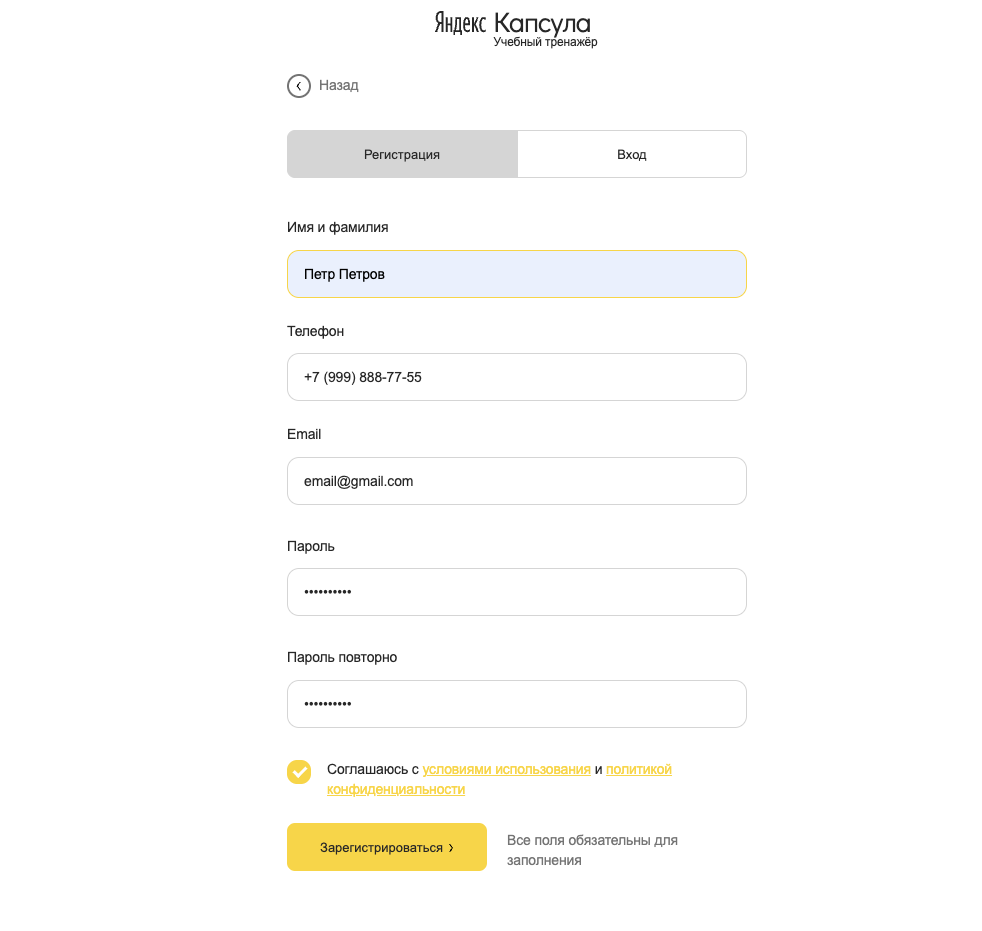 Яндекс Капсула
Учебный тренажёр
Назад
Регистрация
Вход
Имя и фамилия
Петр Петров
Телефон
+7 (999) 888-77-55
Email
email@gmail.com
Пароль
••••••••••
Пароль повторно
••••••••••
Соглашаюсь с условиями использования и политикой
конфиденциальности
Зарегистрироваться ›
Все поля обязательны для
заполнения